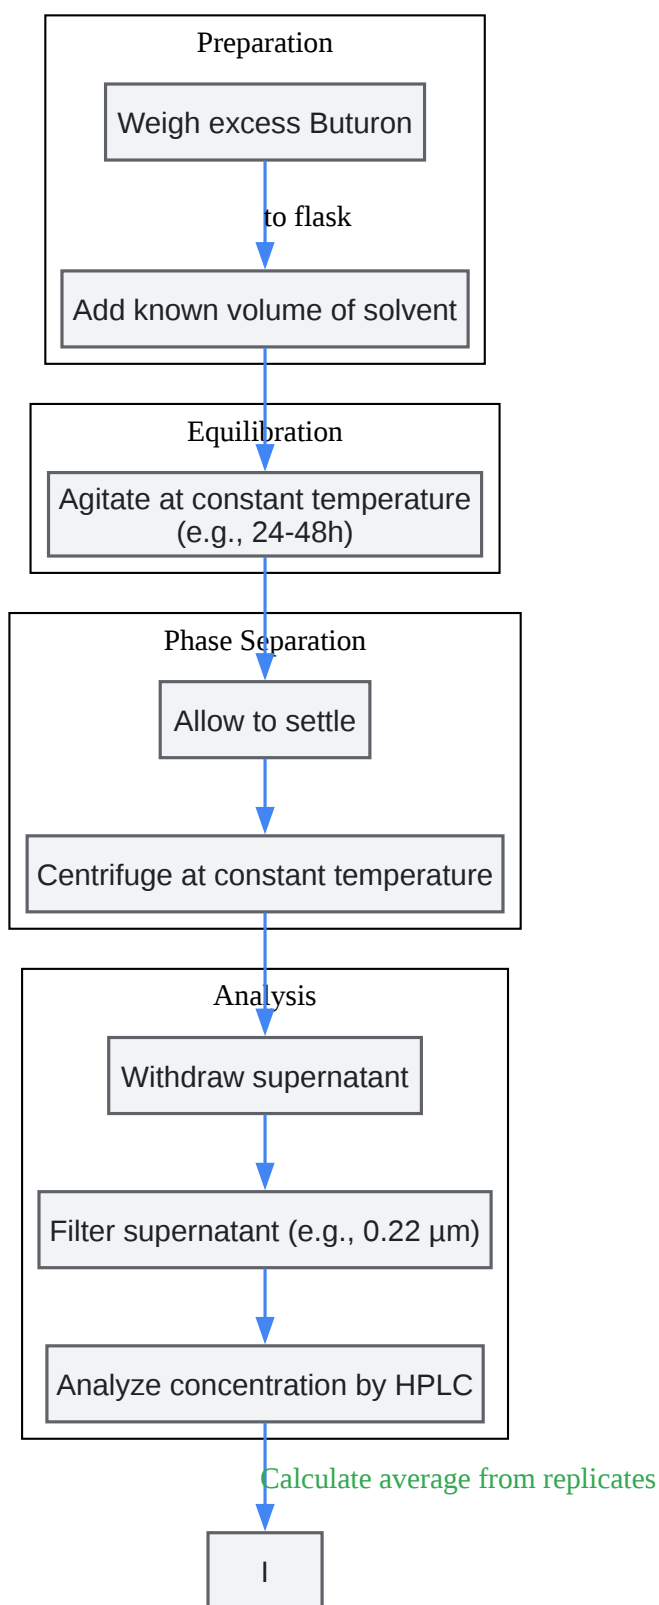 Preparation
Weigh excess Buturon
to flask
Add known volume of solvent
Equilibration
Agitate at constant temperature
(e.g., 24-48h)
Phase Separation
Allow to settle
Centrifuge at constant temperature
Analysis
Withdraw supernatant
Filter supernatant (e.g., 0.22 µm)
Analyze concentration by HPLC
Calculate average from replicates
I